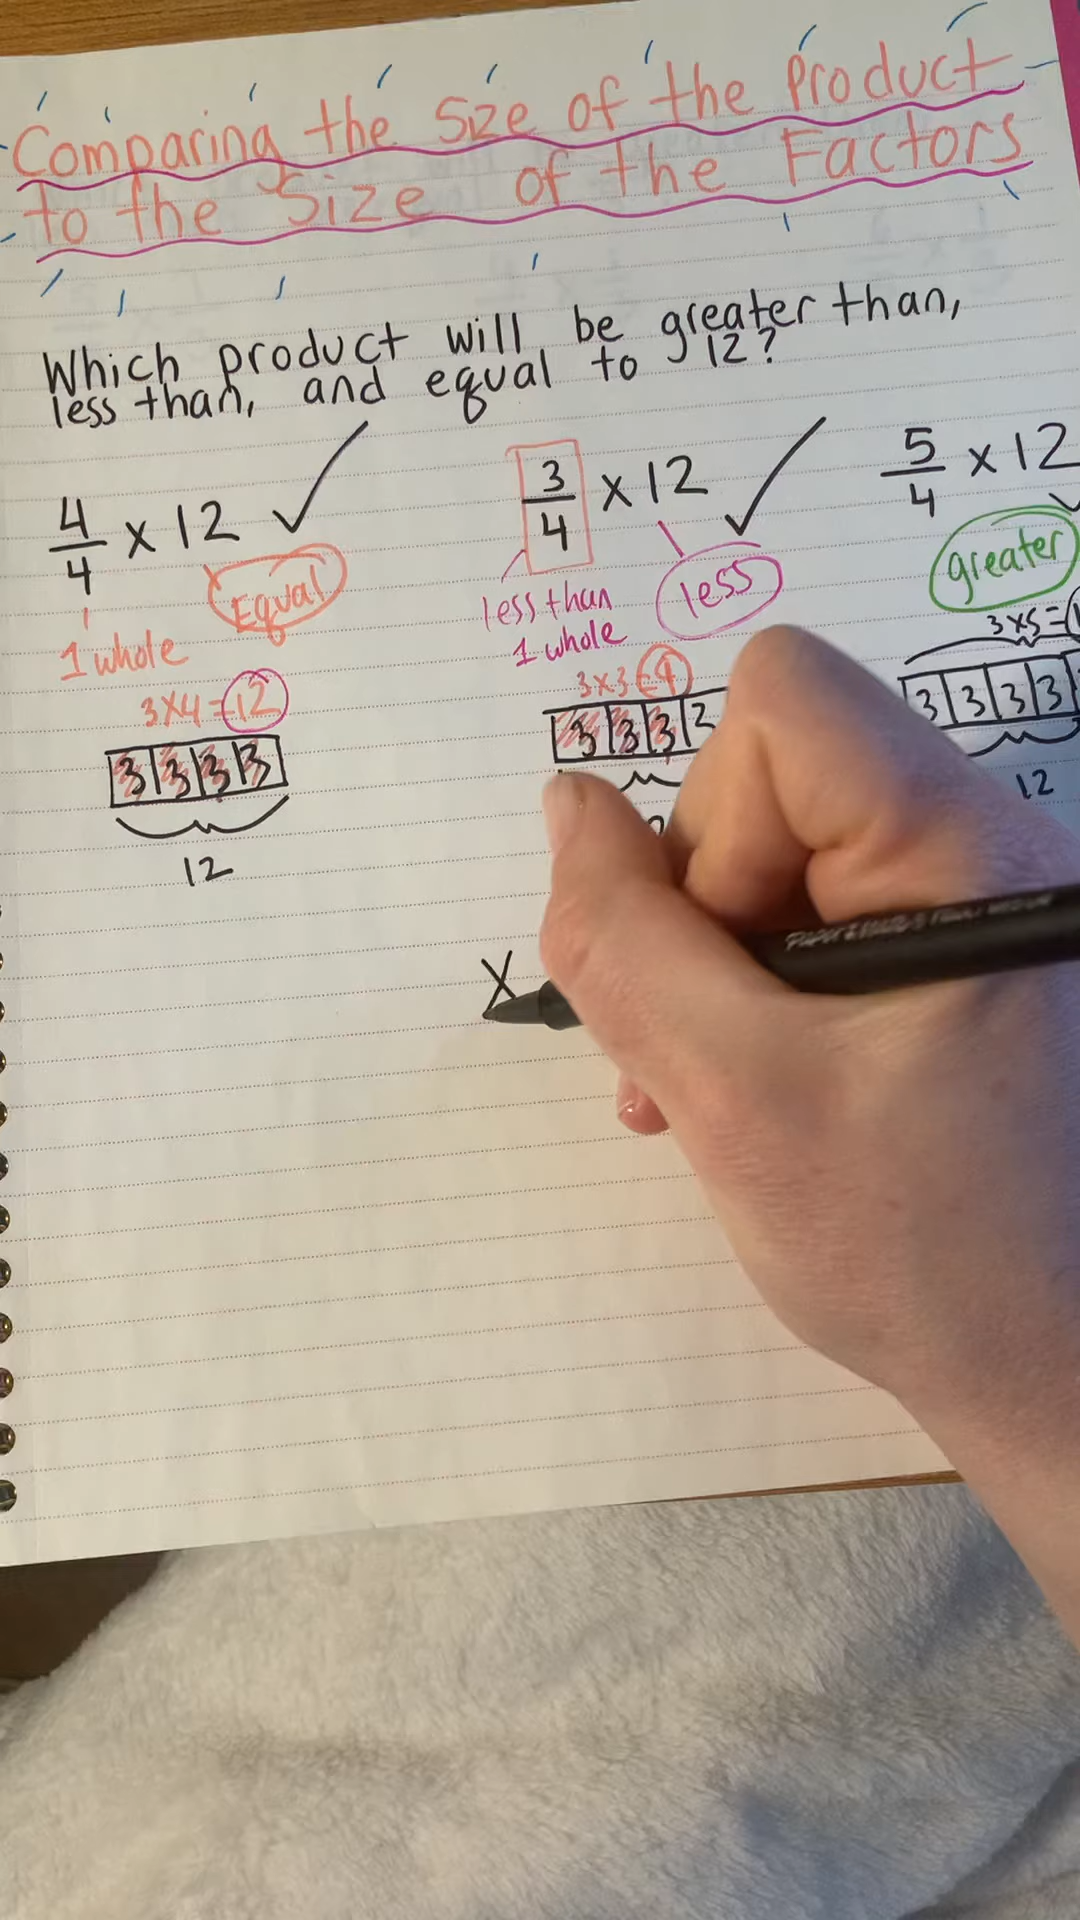 Comparing the Size of the Product
to the Size of the Factors
Which product will be greater than,
less than, and equal to 12?
4/4 x 12
3/4 x 12
5/4 x 12
Equal
less
greater
1 whole
less than
1 whole
3x4=12
3x3=9
3x5=
3 3 3 3
3 3 3
3 3 3 3
12
12
x